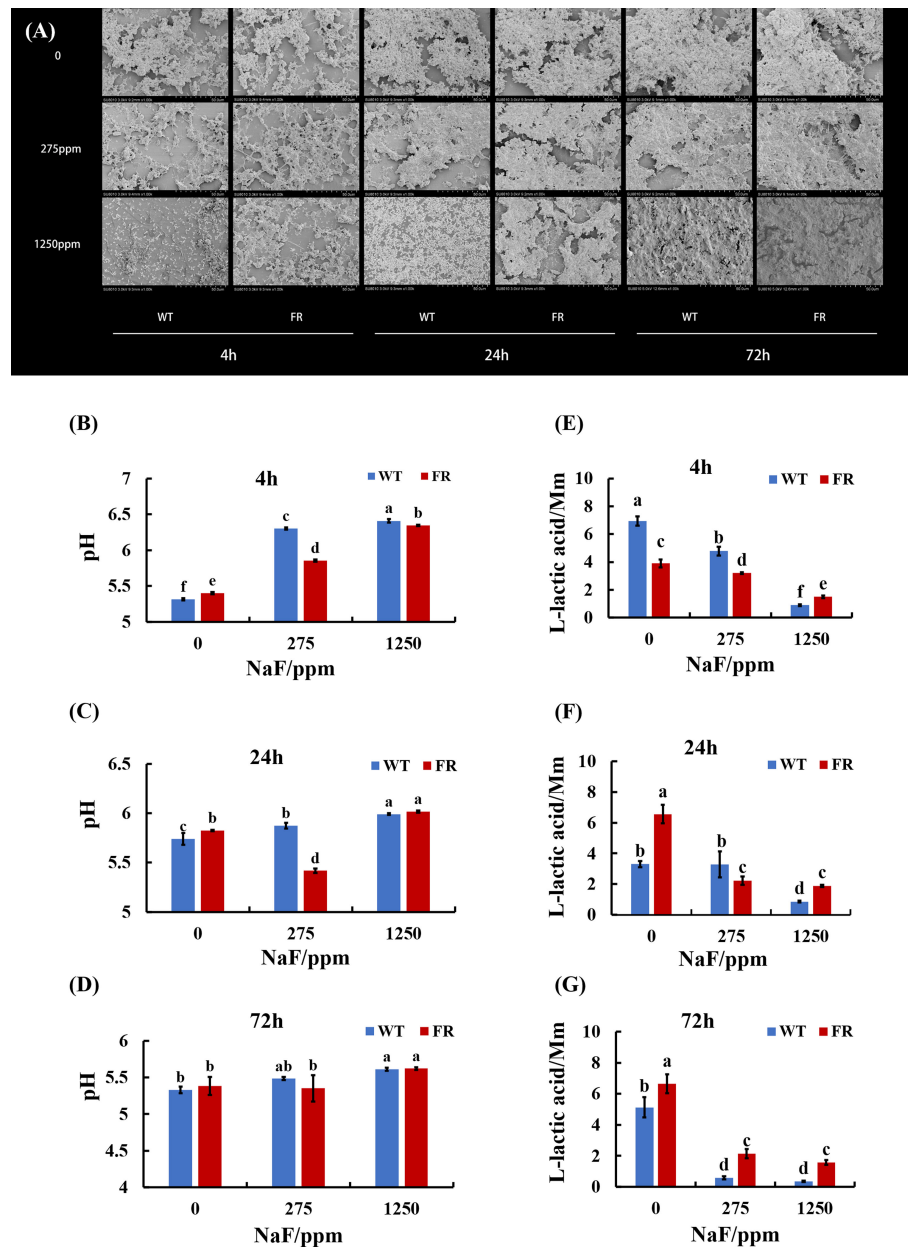 (A)
0
275ppm
1250ppm
WT FR WT FR WT FR
4h 24h 72h
(B)
4h
WT FR
pH
7
6.5
6
5.5
5
f e c d a b
0 275 1250
NaF/ppm
(E)
4h
WT FR
L-lactic acid/Mm
10
8
6
4
2
0
a c b d f e
0 275 1250
NaF/ppm
(C)
24h
WT FR
pH
6.5
6
5.5
5
c b b d a a
0 275 1250
NaF/ppm
(F)
24h
WT FR
L-lactic acid/Mm
10
8
6
4
2
0
b a b c d c
0 275 1250
NaF/ppm
(D)
72h
WT FR
pH
6
5.5
5
4.5
4
b b ab b a a
0 275 1250
NaF/ppm
(G)
72h
WT FR
L-lactic acid/Mm
10
8
6
4
2
0
b a d c d c
0 275 1250
NaF/ppm